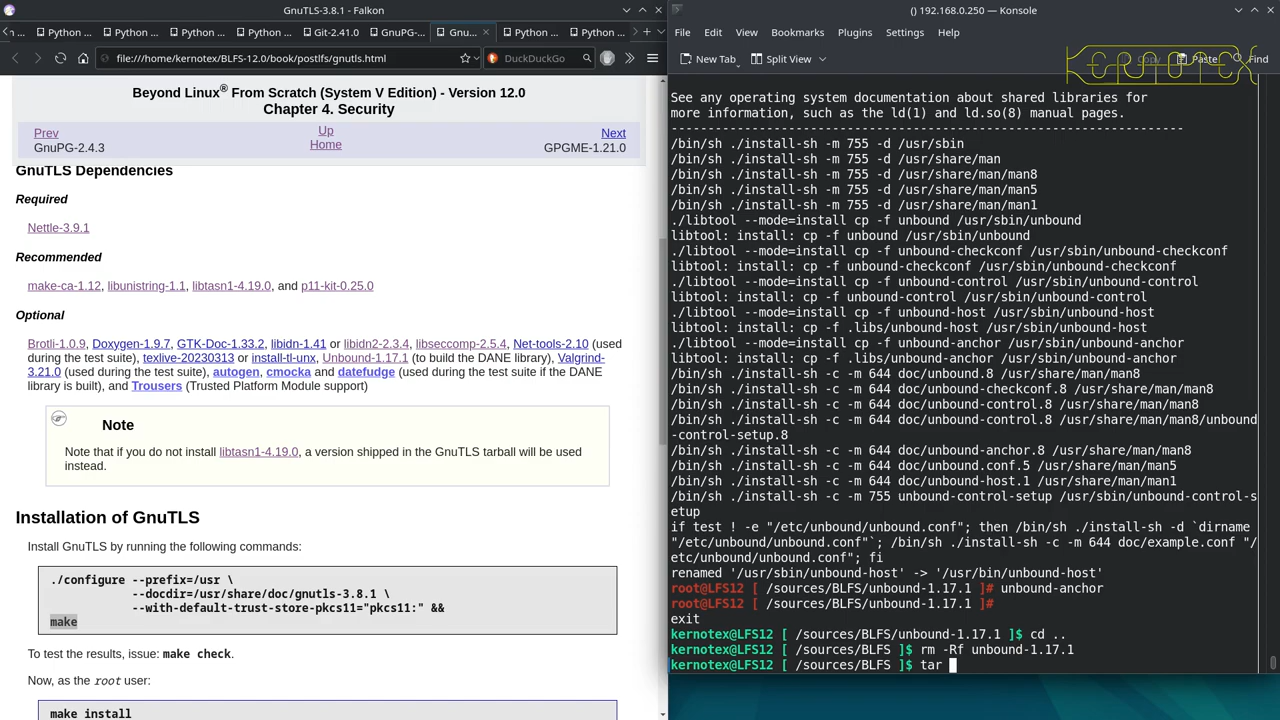 GnuTLS-3.8.1 — Falkon
n ...
Python ...
Python ...
Python ...
Python ...
Git-2.41.0
GnuPG-...
Gnu...
Python ...
Python ...
file:///home/kernotex/BLFS-12.0/book/postlfs/gnutls.html
DuckDuckGo
Beyond Linux® From Scratch (System V Edition) - Version 12.0
Chapter 4. Security
Prev
Up
Next
GnuPG-2.4.3
Home
GPGME-1.21.0
GnuTLS Dependencies
Required
Nettle-3.9.1
Recommended
make-ca-1.12, libunistring-1.1, libtasn1-4.19.0, and p11-kit-0.25.0
Optional
Brotli-1.0.9, Doxygen-1.9.7, GTK-Doc-1.33.2, libidn-1.41 or libidn2-2.3.4, libseccomp-2.5.4, Net-tools-2.10 (used
during the test suite), texlive-20230313 or install-tl-unx, Unbound-1.17.1 (to build the DANE library), Valgrind-
3.21.0 (used during the test suite), autogen, cmocka and datefudge (used during the test suite if the DANE
library is built), and Trousers (Trusted Platform Module support)
Note
Note that if you do not install libtasn1-4.19.0, a version shipped in the GnuTLS tarball will be used
instead.
Installation of GnuTLS
Install GnuTLS by running the following commands:
./configure --prefix=/usr \
--docdir=/usr/share/doc/gnutls-3.8.1 \
--with-default-trust-store-pkcs11="pkcs11:" &&
make
To test the results, issue: make check.
Now, as the root user:
make install
() 192.168.0.250 — Konsole
File Edit View Bookmarks Plugins Settings Help
New Tab
Split View
Copy
Paste
Find
Kernotex
See any operating system documentation about shared libraries for
more information, such as the ld(1) and ld.so(8) manual pages.
----------------------------------------------------------------------
/bin/sh ./install-sh -m 755 -d /usr/sbin
/bin/sh ./install-sh -m 755 -d /usr/share/man
/bin/sh ./install-sh -m 755 -d /usr/share/man/man8
/bin/sh ./install-sh -m 755 -d /usr/share/man/man5
/bin/sh ./install-sh -m 755 -d /usr/share/man/man1
./libtool --mode=install cp -f unbound /usr/sbin/unbound
libtool: install: cp -f unbound /usr/sbin/unbound
./libtool --mode=install cp -f unbound-checkconf /usr/sbin/unbound-checkconf
libtool: install: cp -f unbound-checkconf /usr/sbin/unbound-checkconf
./libtool --mode=install cp -f unbound-control /usr/sbin/unbound-control
libtool: install: cp -f unbound-control /usr/sbin/unbound-control
./libtool --mode=install cp -f unbound-host /usr/sbin/unbound-host
libtool: install: cp -f .libs/unbound-host /usr/sbin/unbound-host
./libtool --mode=install cp -f unbound-anchor /usr/sbin/unbound-anchor
libtool: install: cp -f .libs/unbound-anchor /usr/sbin/unbound-anchor
/bin/sh ./install-sh -c -m 644 doc/unbound.8 /usr/share/man/man8
/bin/sh ./install-sh -c -m 644 doc/unbound-checkconf.8 /usr/share/man/man8
/bin/sh ./install-sh -c -m 644 doc/unbound-control.8 /usr/share/man/man8
/bin/sh ./install-sh -c -m 644 doc/unbound-control.8 /usr/share/man/man8/unbound
-control-setup.8
/bin/sh ./install-sh -c -m 644 doc/unbound-anchor.8 /usr/share/man/man8
/bin/sh ./install-sh -c -m 644 doc/unbound.conf.5 /usr/share/man/man5
/bin/sh ./install-sh -c -m 644 doc/unbound-host.1 /usr/share/man/man1
/bin/sh ./install-sh -c -m 755 unbound-control-setup /usr/sbin/unbound-control-s
etup
if test ! -e "/etc/unbound/unbound.conf"; then /bin/sh ./install-sh -d `dirname
"/etc/unbound/unbound.conf"`; /bin/sh ./install-sh -c -m 644 doc/example.conf "/
etc/unbound/unbound.conf"; fi
renamed '/usr/sbin/unbound-host' -> '/usr/bin/unbound-host'
root@LFS12 [ /sources/BLFS/unbound-1.17.1 ]# unbound-anchor
root@LFS12 [ /sources/BLFS/unbound-1.17.1 ]#
exit
kernotex@LFS12 [ /sources/BLFS/unbound-1.17.1 ]$ cd ..
kernotex@LFS12 [ /sources/BLFS ]$ rm -Rf unbound-1.17.1
kernotex@LFS12 [ /sources/BLFS ]$ tar